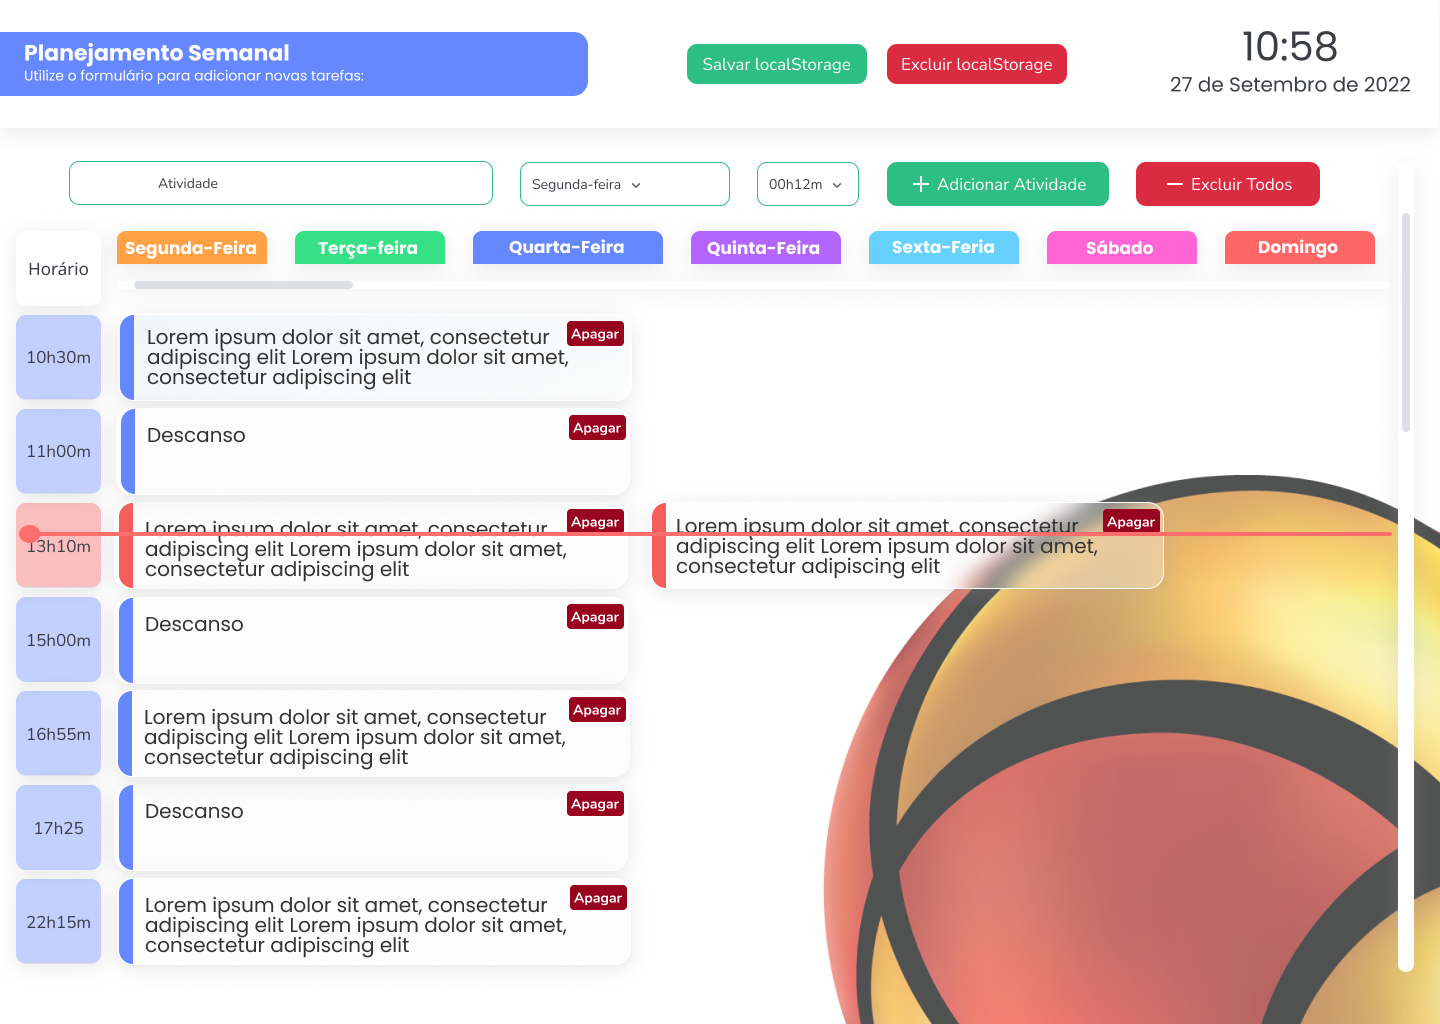 Planejamento Semanal
Utilize o formulário para adicionar novas tarefas:
Salvar localStorage
Excluir localStorage
10:58
27 de Setembro de 2022
Atividade
Segunda-feira
00h12m
Adicionar Atividade
Excluir Todos
Horário
Segunda-Feira
Terça-feira
Quarta-Feira
Quinta-Feira
Sexta-Feria
Sábado
Domingo
10h30m
Lorem ipsum dolor sit amet, consectetur
adipiscing elit Lorem ipsum dolor sit amet,
consectetur adipiscing elit
Apagar
11h00m
Descanso
Apagar
13h10m
Lorem ipsum dolor sit amet, consectetur
adipiscing elit Lorem ipsum dolor sit amet,
consectetur adipiscing elit
Apagar
Lorem ipsum dolor sit amet, consectetur
adipiscing elit Lorem ipsum dolor sit amet,
consectetur adipiscing elit
Apagar
15h00m
Descanso
Apagar
16h55m
Lorem ipsum dolor sit amet, consectetur
adipiscing elit Lorem ipsum dolor sit amet,
consectetur adipiscing elit
Apagar
17h25
Descanso
Apagar
22h15m
Lorem ipsum dolor sit amet, consectetur
adipiscing elit Lorem ipsum dolor sit amet,
consectetur adipiscing elit
Apagar